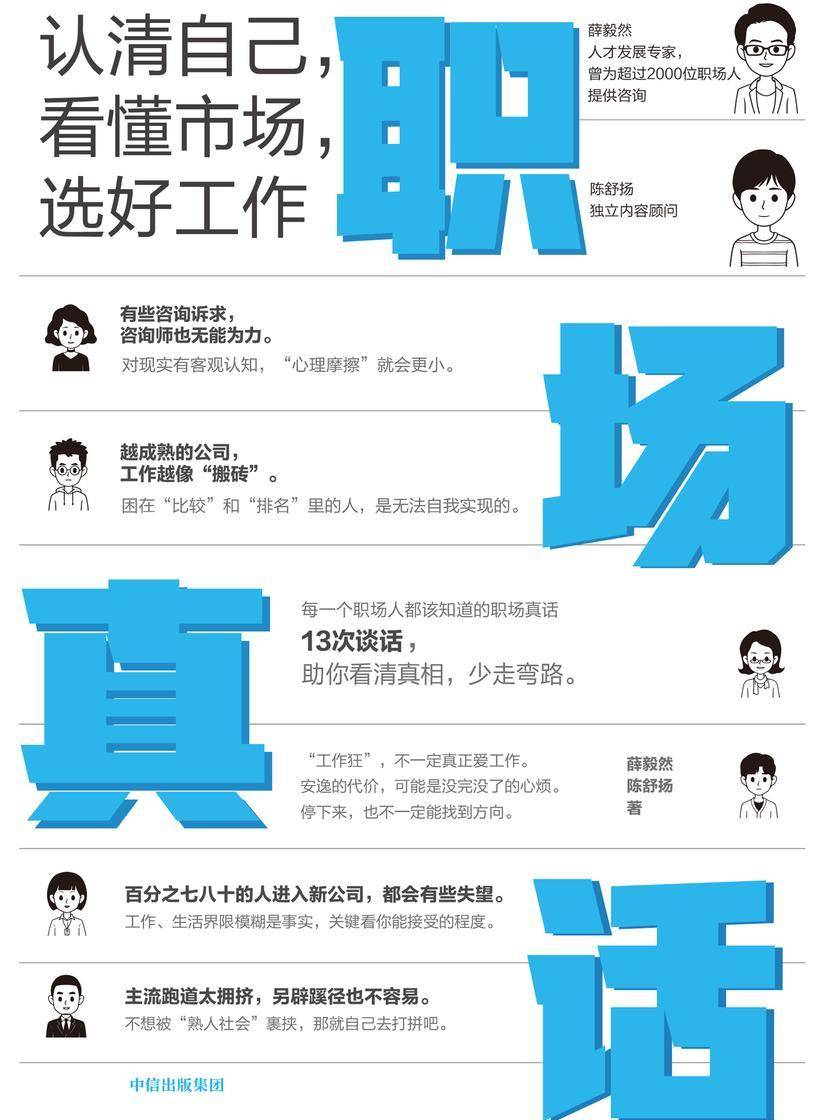 认清自己，
看懂市场，
选好工作
职
薛毅然
人才发展专家，
曾为超过2000位职场人
提供咨询
陈舒扬
独立内容顾问
有些咨询诉求，
咨询师也无能为力。
对现实有客观认知，“心理摩擦”就会更小。
场
越成熟的公司，
工作越像“搬砖”。
困在“比较”和“排名”里的人，是无法自我实现的。
真
每一个职场人都该知道的职场真话
13次谈话，
助你看清真相，少走弯路。
“工作狂”，不一定真正爱工作。
安逸的代价，可能是没完没了的心烦。
停下来，也不一定能找到方向。
薛毅然
陈舒扬
著
百分之七八十的人进入新公司，都会有些失望。
工作、生活界限模糊是事实，关键看你能接受的程度。
话
主流跑道太拥挤，另辟蹊径也不容易。
不想被“熟人社会”裹挟，那就自己去打拼吧。
中信出版集团